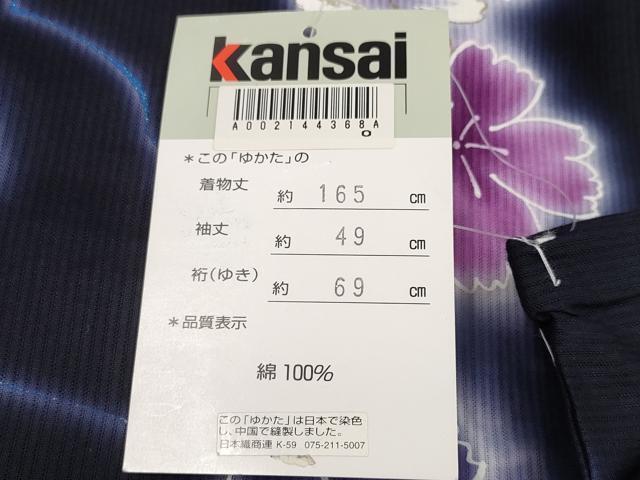 kansai
A002144368A
0
＊この「ゆかた」の
着物丈
約 165 cm
袖丈
約 49 cm
裄(ゆき)
約 69 cm
＊品質表示
綿 100%
この「ゆかた」は日本で染色
し、中国で縫製しました。
日本織商連 K-59 075-211-5007